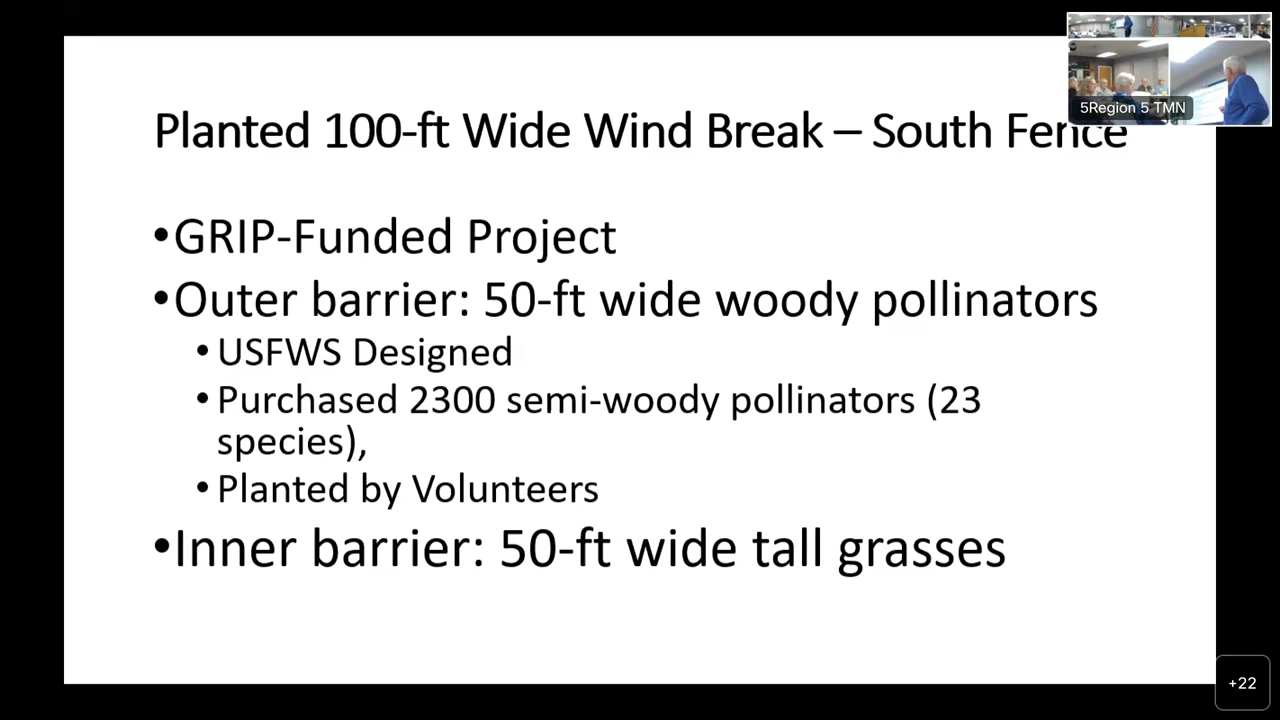 5Region 5 TMN
Planted 100-ft Wide Wind Break – South Fence
•GRIP-Funded Project
•Outer barrier: 50-ft wide woody pollinators
•USFWS Designed
•Purchased 2300 semi-woody pollinators (23
species),
•Planted by Volunteers
•Inner barrier: 50-ft wide tall grasses
+22